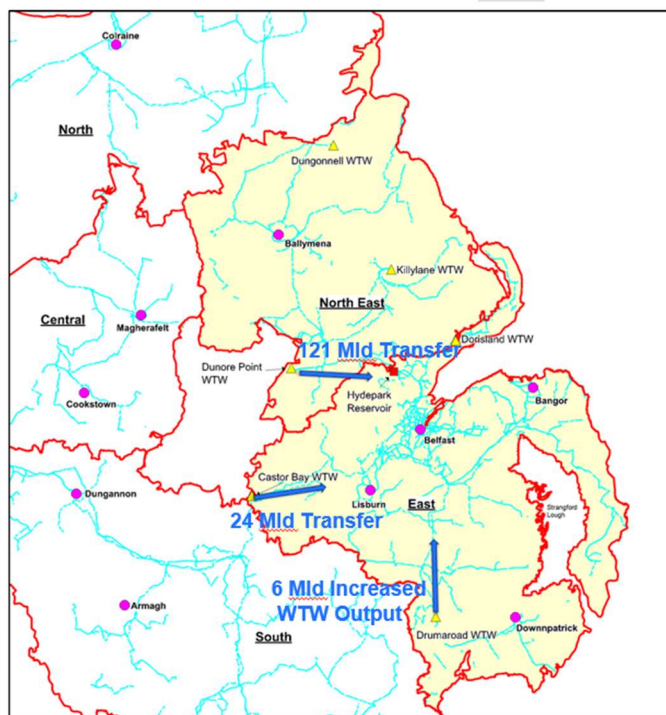 Colraine
North
Dungonnell WTW
Ballymena
Killylane WTW
North East
Central
Magherafelt
Dorisland WTW
121 Mld Transfer
Dunore Point
WTW
Hydepark
Reservoir
Cookstown
Bangor
Belfast
Castor Bay WTW
Dungannon
Lisburn
East
Strangford
Lough
24 Mld Transfer
6 Mld Increased
WTW Output
Armagh
South
Drumaroad WTW
Downnpatrick